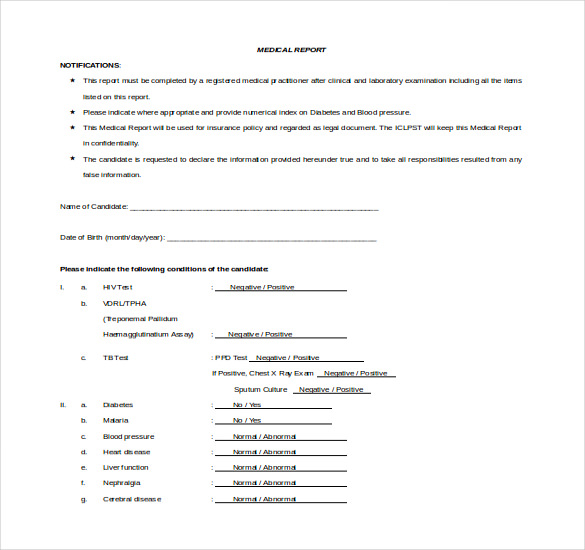 MEDICAL REPORT
NOTIFICATIONS:
★ This report must be completed by a registered medical practitioner after clinical and laboratory examination including all the items
listed on this report.
★ Please indicate where appropriate and provide numerical index on Diabetes and Blood pressure.
★ This Medical Report will be used for insurance policy and regarded as legal document. The ICLPST will keep this Medical Report
in confidentiality.
★ The candidate is requested to declare the information provided hereunder true and to take all responsibilities resulted from any
false information.
Name of Candidate: ____________________
Date of Birth (month/day/year): ____________________
Please indicate the following conditions of the candidate:
I. a. HIV Test : Negative / Positive
b. VDRL/TPHA
(Treponemal Pallidum
Haemagglutinatium Assay) : Negative / Positive
c. TB Test : PPD Test Negative / Positive
If Positive, Chest X Ray Exam Negative / Positive
Sputum Culture Negative / Positive
II. a. Diabetes : No / Yes
b. Malaria : No / Yes
c. Blood pressure : Normal / Abnormal
d. Heart disease : Normal / Abnormal
e. Liver function : Normal / Abnormal
f. Nephralgia : Normal / Abnormal
g. Cerebral disease : Normal / Abnormal